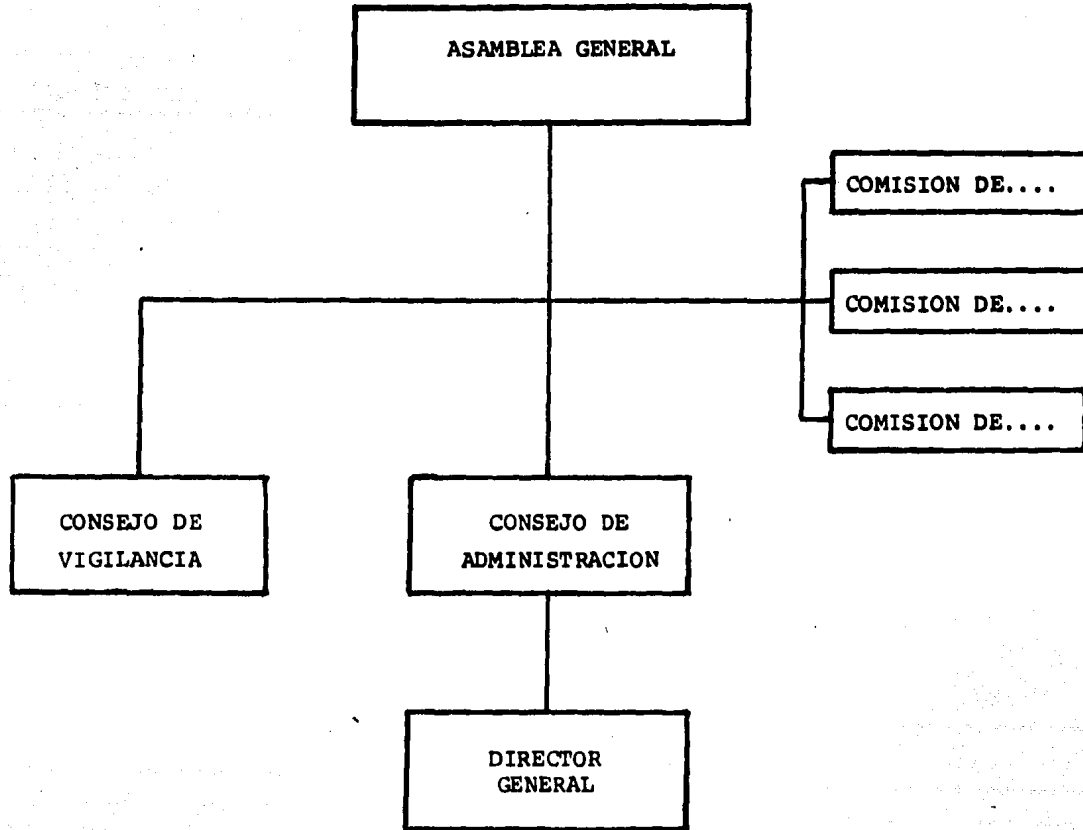 ASAMBLEA GENERAL
COMISION DE....
COMISION DE....
COMISION DE....
CONSEJO DE
VIGILANCIA
CONSEJO DE
ADMINISTRACION
DIRECTOR
GENERAL